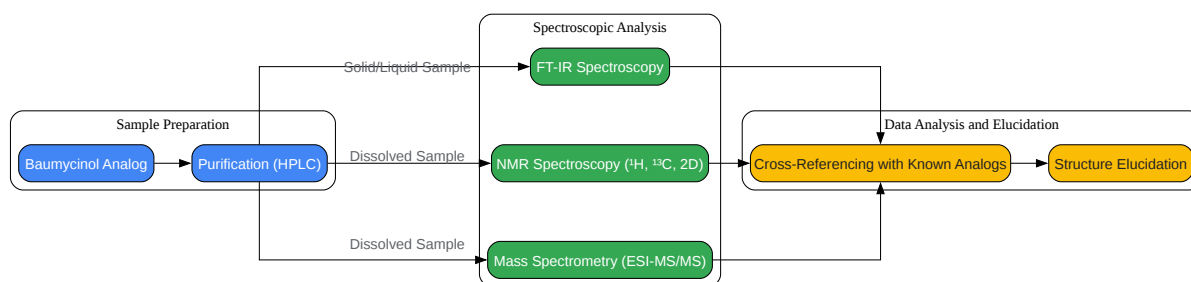 Spectroscopic Analysis
Solid/Liquid Sample
FT-IR Spectroscopy
Sample Preparation
Data Analysis and Elucidation
Baumycinol Analog
Purification (HPLC)
Dissolved Sample
NMR Spectroscopy (¹H, ¹³C, 2D)
Cross-Referencing with Known Analogs
Structure Elucidation
Dissolved Sample
Mass Spectrometry (ESI-MS/MS)